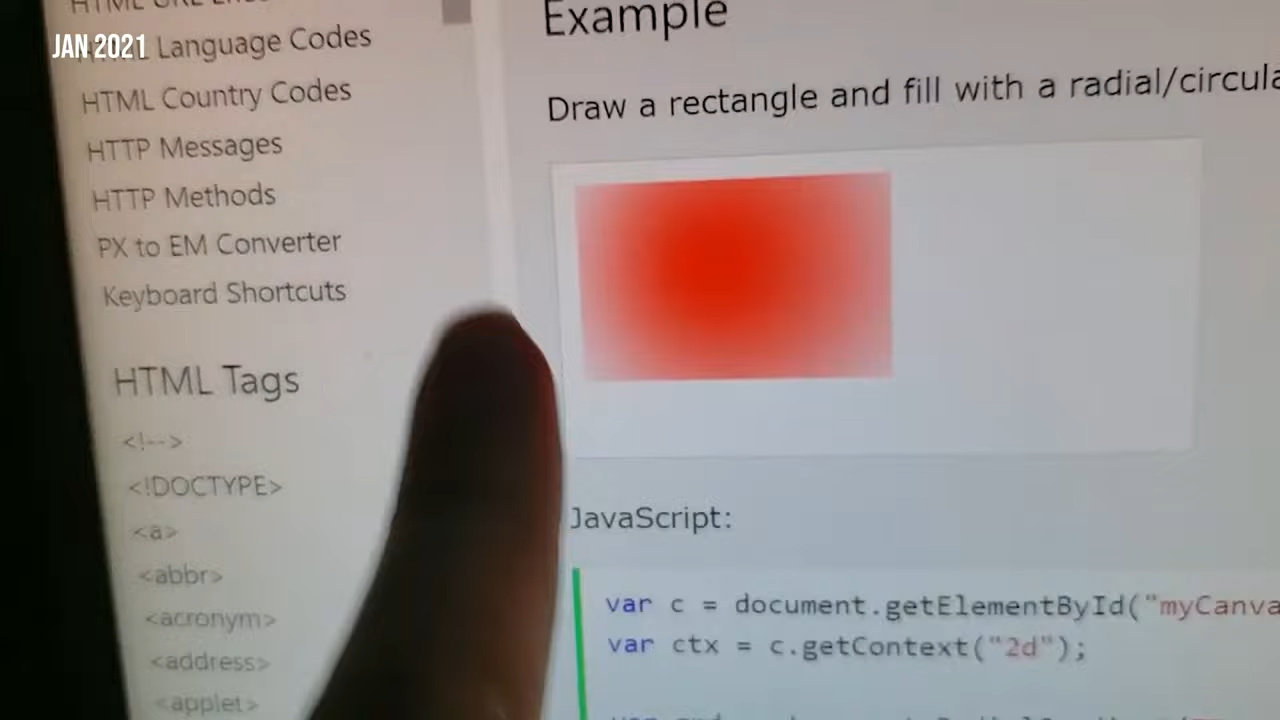 JAN 2021
Language Codes
HTML Country Codes
HTTP Messages
HTTP Methods
PX to EM Converter
Keyboard Shortcuts
HTML Tags
<!-->
<!DOCTYPE>
<a>
<abbr>
<acronym>
<address>
<applet>
Example
Draw a rectangle and fill with a radial/circula
JavaScript:
var c = document.getElementById("myCanva
var ctx = c.getContext("2d");